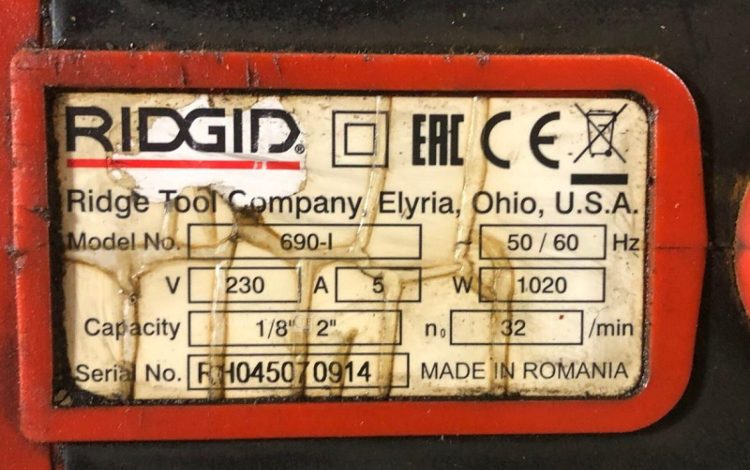 RIDGID® EAC CE
Ridge Tool Company, Elyria, Ohio, U.S.A.
Model No. 690-I ~ 50 / 60 Hz
V 230 A 5 W 1020
Capacity 1/8" 2" n₀ 32 /min
Serial No. 045070914 MADE IN ROMANIA